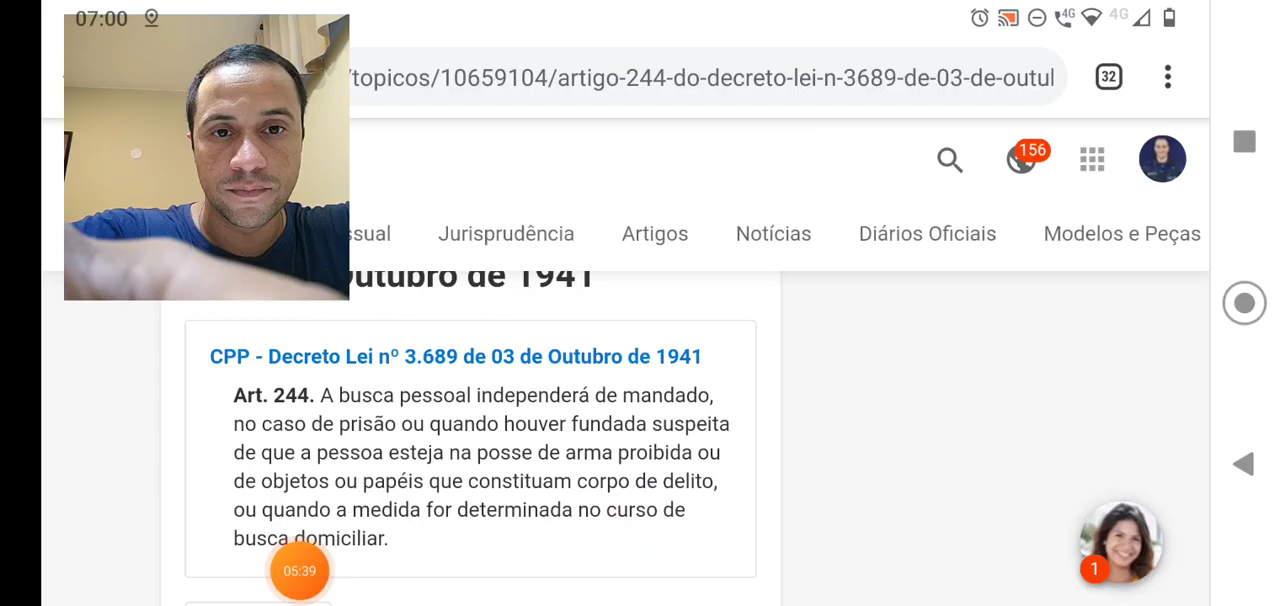 07:00
4G
4G
/topicos/10659104/artigo-244-do-decreto-lei-n-3689-de-03-de-outul
32
156
ssual Jurisprudência Artigos Notícias Diários Oficiais Modelos e Peças
outubro de 1941
CPP - Decreto Lei nº 3.689 de 03 de Outubro de 1941
Art. 244. A busca pessoal independerá de mandado,
no caso de prisão ou quando houver fundada suspeita
de que a pessoa esteja na posse de arma proibida ou
de objetos ou papéis que constituam corpo de delito,
ou quando a medida for determinada no curso de
busca domiciliar.
05:39
1